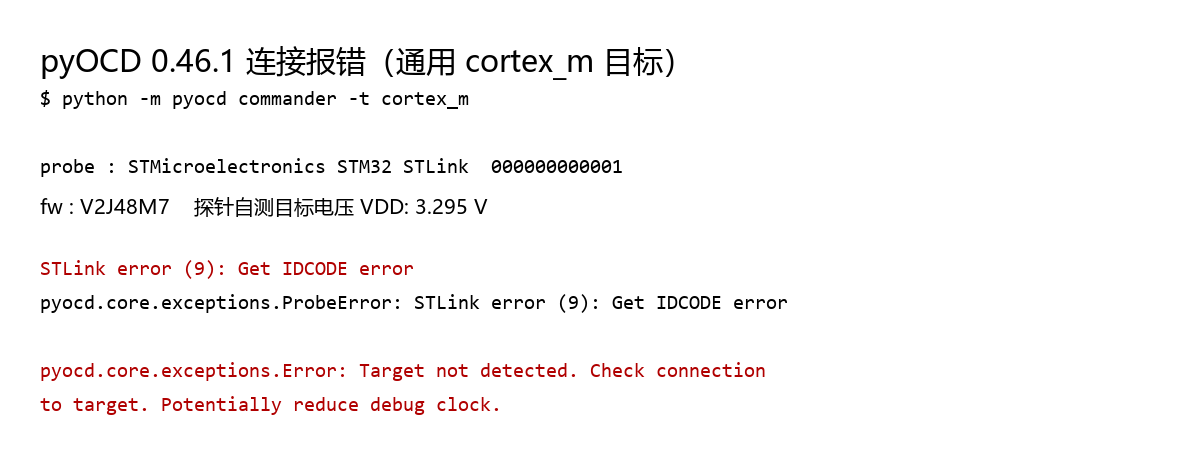 pyOCD 0.46.1 连接报错（通用 cortex_m 目标）
$ python -m pyocd commander -t cortex_m
probe : STMicroelectronics STM32 STLink  000000000001
fw : V2J48M7    探针自测目标电压 VDD: 3.295 V
STLink error (9): Get IDCODE error
pyocd.core.exceptions.ProbeError: STLink error (9): Get IDCODE error
pyocd.core.exceptions.Error: Target not detected. Check connection
to target. Potentially reduce debug clock.